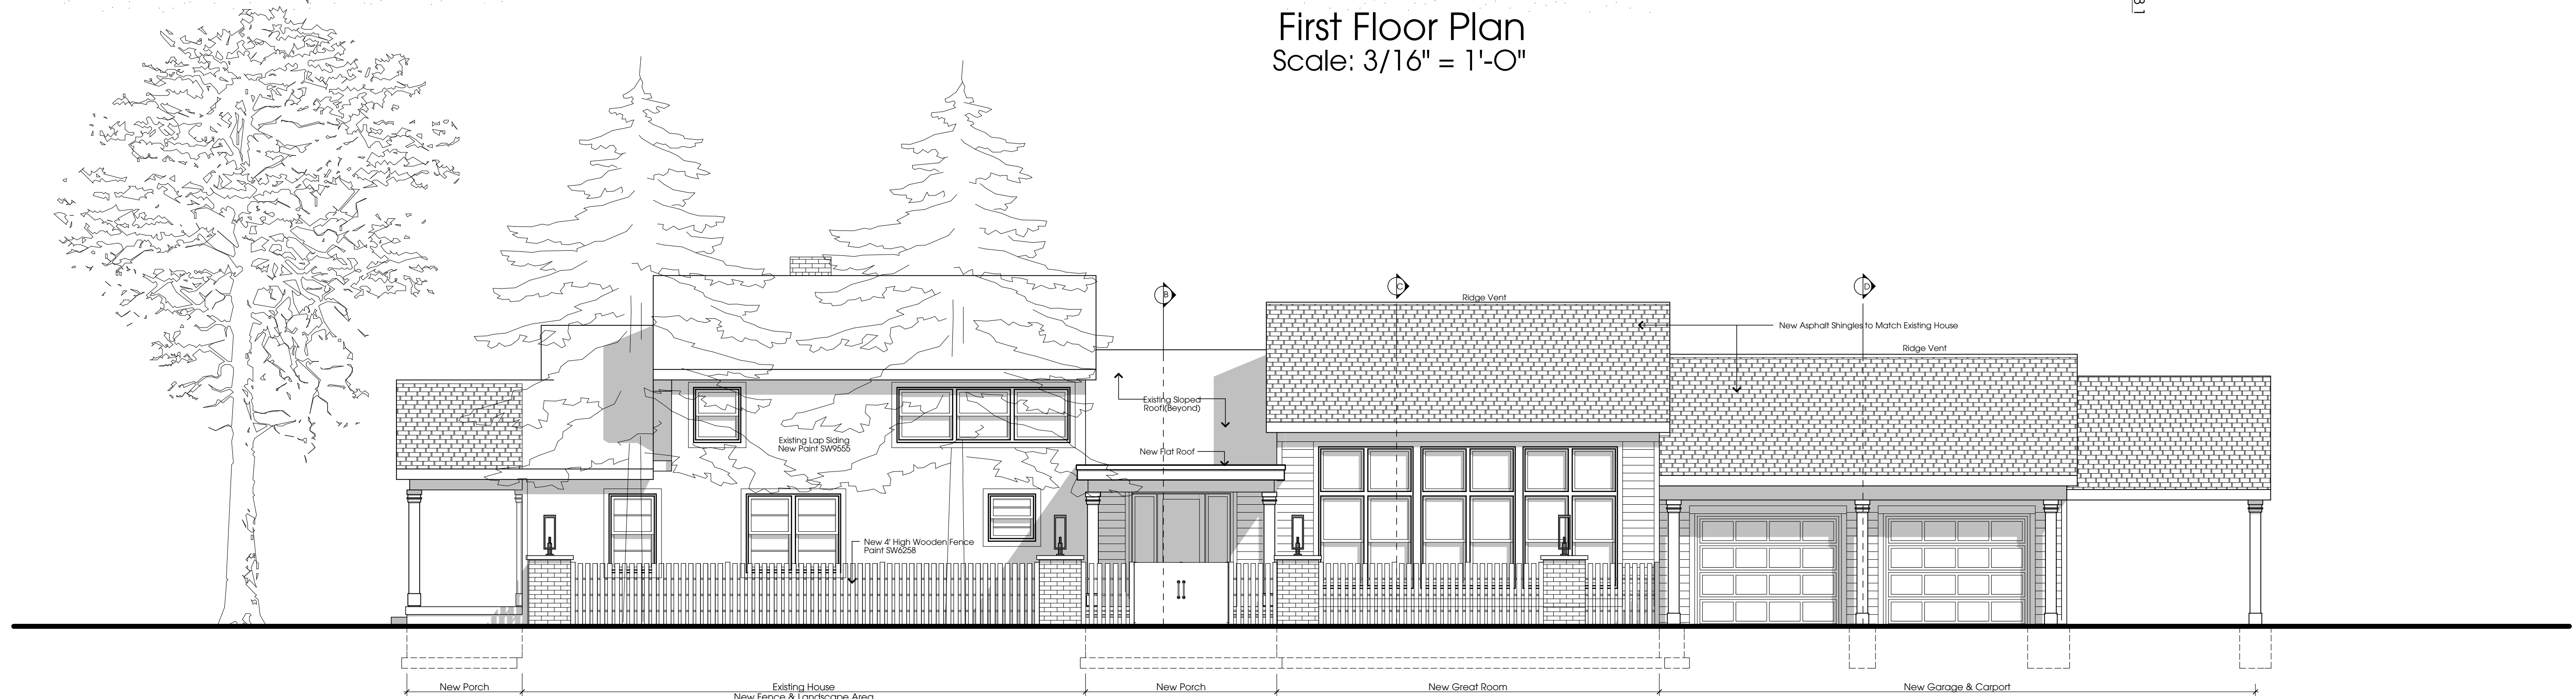 3.1
First Floor Plan
Scale: 3/16" = 1'-0"
B
C
D
Ridge Vent
New Asphalt Shingles to Match Existing House
Ridge Vent
Existing Sloped
Roof (Beyond)
Existing Lap Siding
New Paint SW9555
New Flat Roof
New 4' High Wooden Fence
Paint SW6258
New Porch
Existing House
New Fence & Landscape Area
New Porch
New Great Room
New Garage & Carport